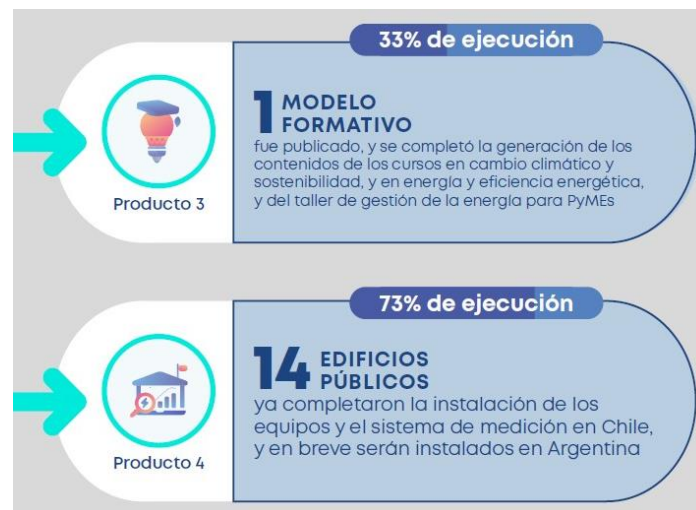 33% de ejecución
1 MODELO
FORMATIVO
fue publicado, y se completó la generación de los
contenidos de los cursos en cambio climático y
sostenibilidad, y en energía y eficiencia energética,
y del taller de gestión de la energía para PyMEs
Producto 3
73% de ejecución
14 EDIFICIOS
PÚBLICOS
ya completaron la instalación de los
equipos y el sistema de medición en Chile,
y en breve serán instalados en Argentina
Producto 4